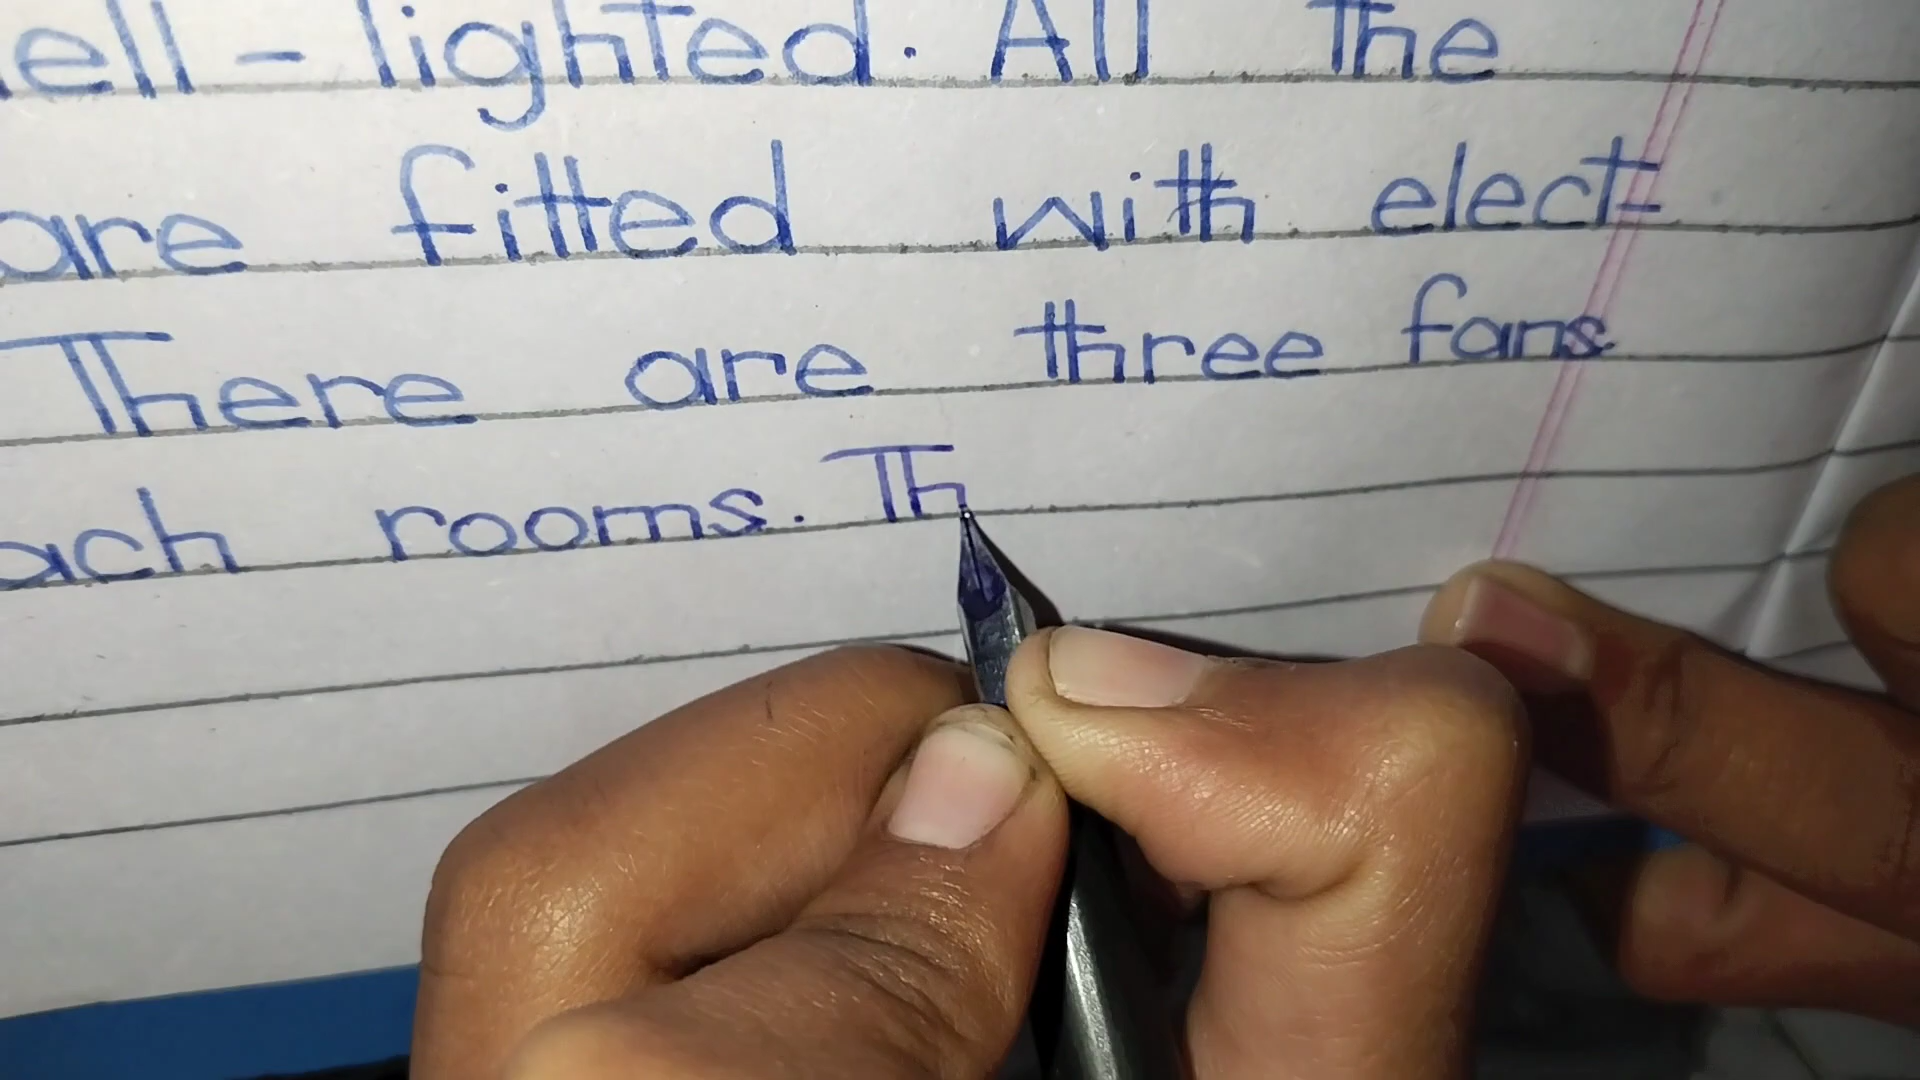 ell-lighted. All the
are fitted with elect-
There are three fans
ach rooms. Th